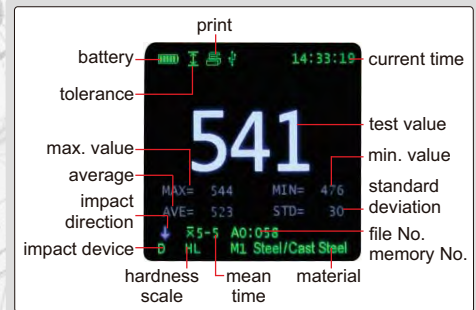 print
battery
14:33:19
current time
tolerance
541
test value
max. value
min. value
MAX= 544 MIN= 476
average
standard deviation
AVE= 523 STD= 30
impact direction
x̄5-5 A0:058
file No.
memory No.
impact device
D HL M1 Steel/Cast Steel
hardness scale
mean time
material